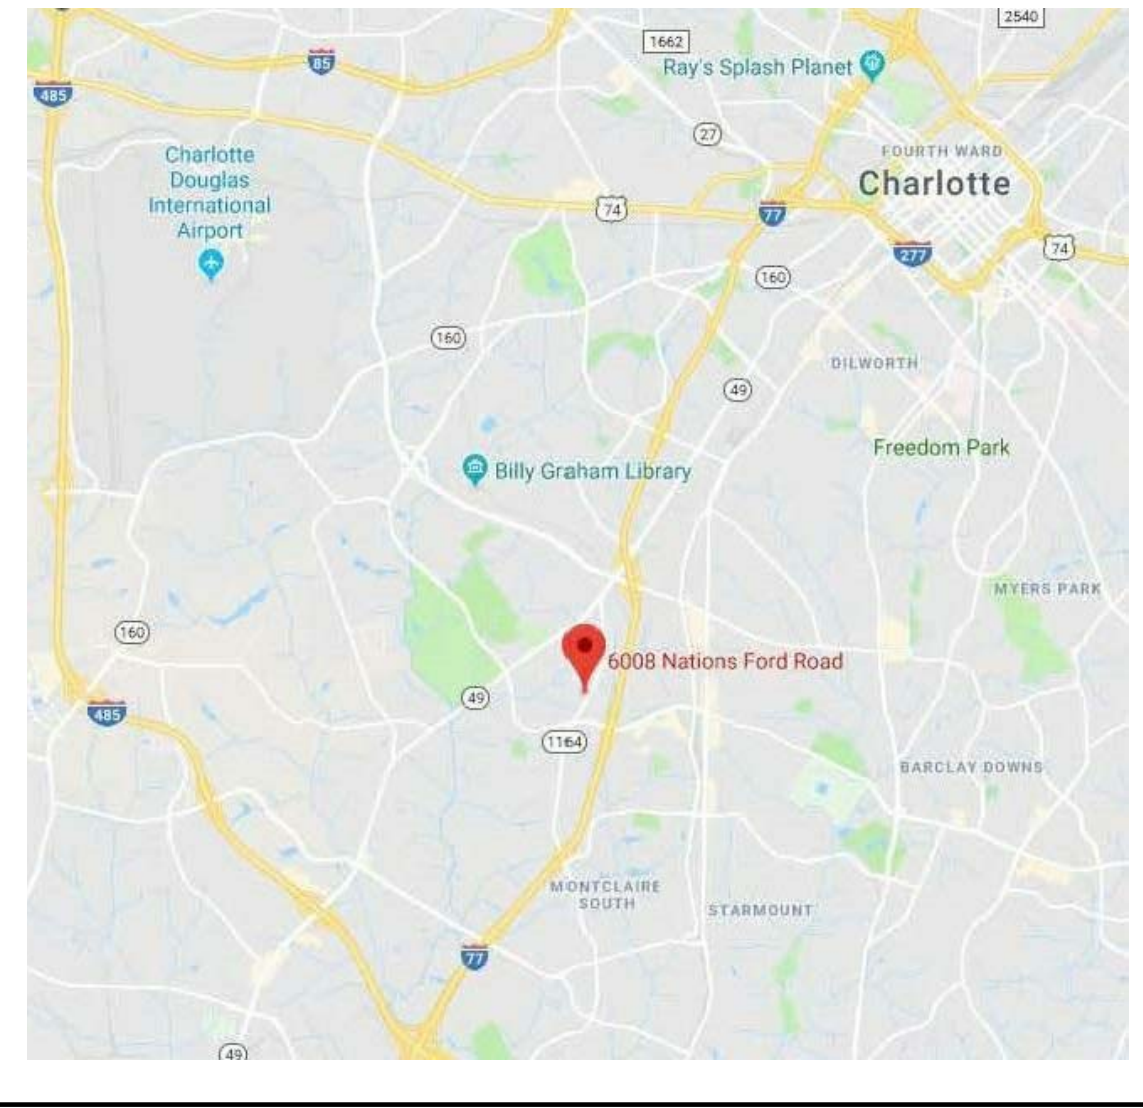 2540
1662
85
Ray's Splash Planet
485
27
FOURTH WARD
Charlotte
Charlotte
Douglas
International
Airport
74
77
74
277
160
160
DILWORTH
49
Freedom Park
Billy Graham Library
MYERS PARK
160
6008 Nations Ford Road
49
485
1164
BARCLAY DOWNS
MONTCLAIRE
SOUTH
STARMOUNT
77
49